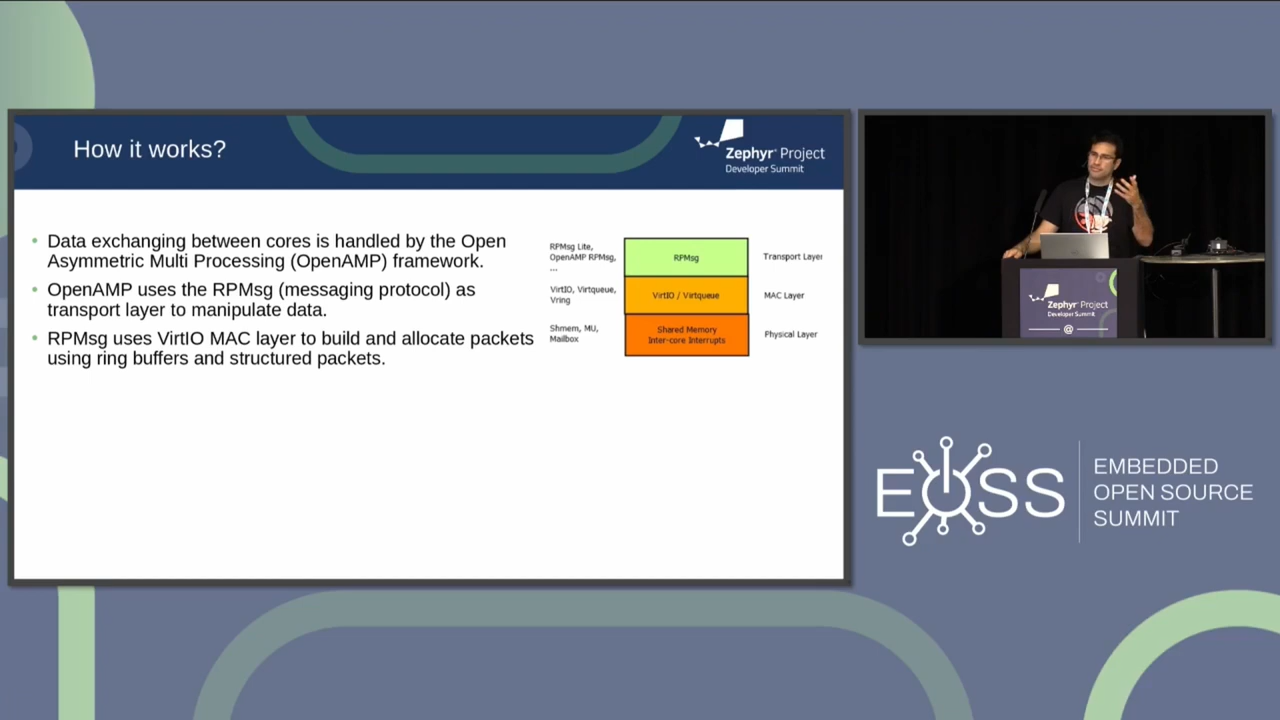 How it works?
Zephyr® Project
Developer Summit
• Data exchanging between cores is handled by the Open
Asymmetric Multi Processing (OpenAMP) framework.
• OpenAMP uses the RPMsg (messaging protocol) as
transport layer to manipulate data.
• RPMsg uses VirtIO MAC layer to build and allocate packets
using ring buffers and structured packets.
RPMsg Lite,
OpenAMP RPMsg,
...
RPMsg
Transport Layer
VirtIO, Virtqueue,
Vring
VirtIO / Virtqueue
MAC Layer
Shmem, MU,
Mailbox
Shared Memory
Inter-core Interrupts
Physical Layer
Zephyr® Project
Developer Summit
@
EOSS
EMBEDDED
OPEN SOURCE
SUMMIT